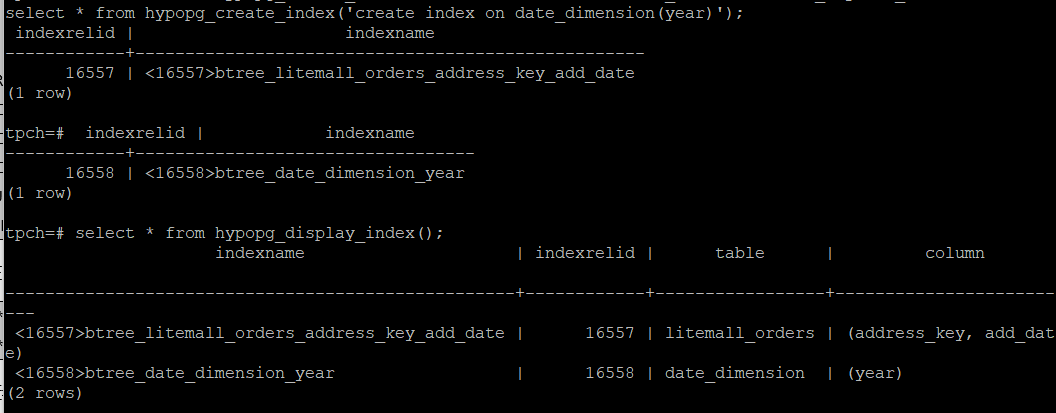 select * from hypopg_create_index('create index on date_dimension(year)');
 indexrelid |                     indexname
------------+---------------------------------------------------
      16557 | <16557>btree_litemall_orders_address_key_add_date
(1 row)
tpch=#  indexrelid |            indexname
------------+----------------------------------
      16558 | <16558>btree_date_dimension_year
(1 row)
tpch=# select * from hypopg_display_index();
                     indexname                     | indexrelid |      table      |         column
---------------------------------------------------+------------+-----------------+----------------------
---
 <16557>btree_litemall_orders_address_key_add_date |      16557 | litemall_orders | (address_key, add_dat
e)
 <16558>btree_date_dimension_year                  |      16558 | date_dimension  | (year)
(2 rows)